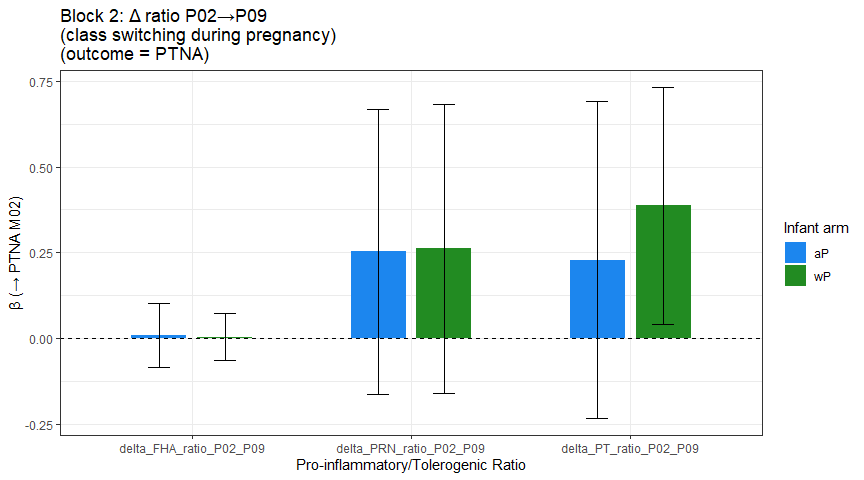 Block 2: Δ ratio P02→P09
(class switching during pregnancy)
(outcome = PTNA)
β (→ PTNA M02)
0.75
0.50
0.25
0.00
-0.25
delta_FHA_ratio_P02_P09
delta_PRN_ratio_P02_P09
delta_PT_ratio_P02_P09
Pro-inflammatory/Tolerogenic Ratio
Infant arm
aP
wP